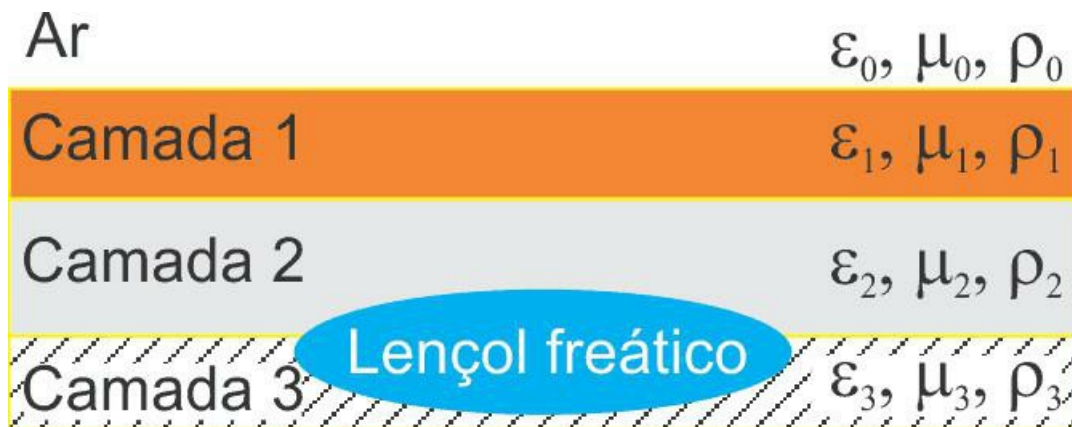 Ar ε₀, μ₀, ρ₀
Camada 1 ε₁, μ₁, ρ₁
Camada 2 ε₂, μ₂, ρ₂
Lençol freático
Camada 3 ε₃, μ₃, ρ₃